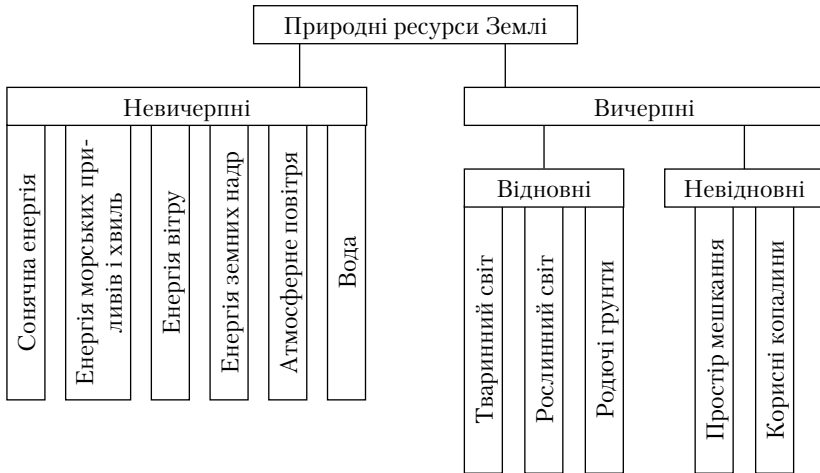 Природні ресурси Землі
Невичерпні
Вичерпні
Сонячна енергія
Енергія морських при-
ливів і хвиль
Енергія вітру
Енергія земних надр
Атмосферне повітря
Вода
Відновні
Невідновні
Тваринний світ
Рослинний світ
Родючі грунти
Простір мешкання
Корисні копалини